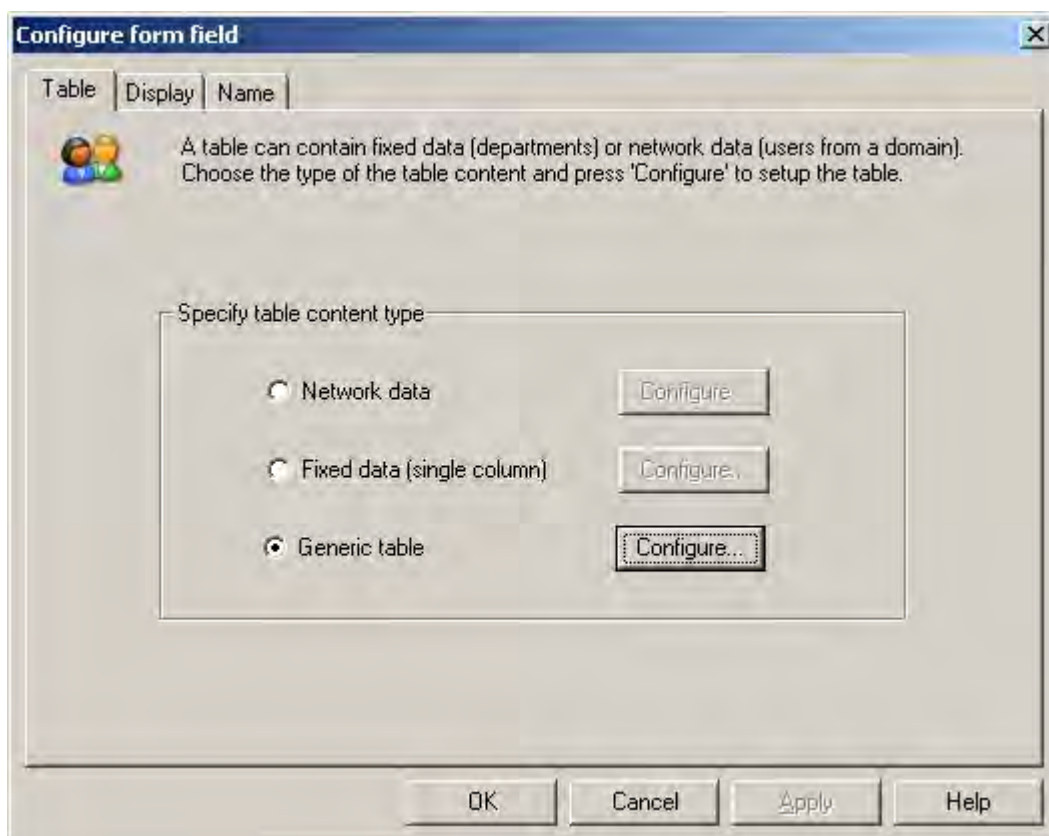 Configure form field
Table Display Name
A table can contain fixed data (departments) or network data (users from a domain).
Choose the type of the table content and press 'Configure' to setup the table.
Specify table content type
Network data Configure...
Fixed data (single column) Configure...
Generic table Configure...
OK Cancel Apply Help